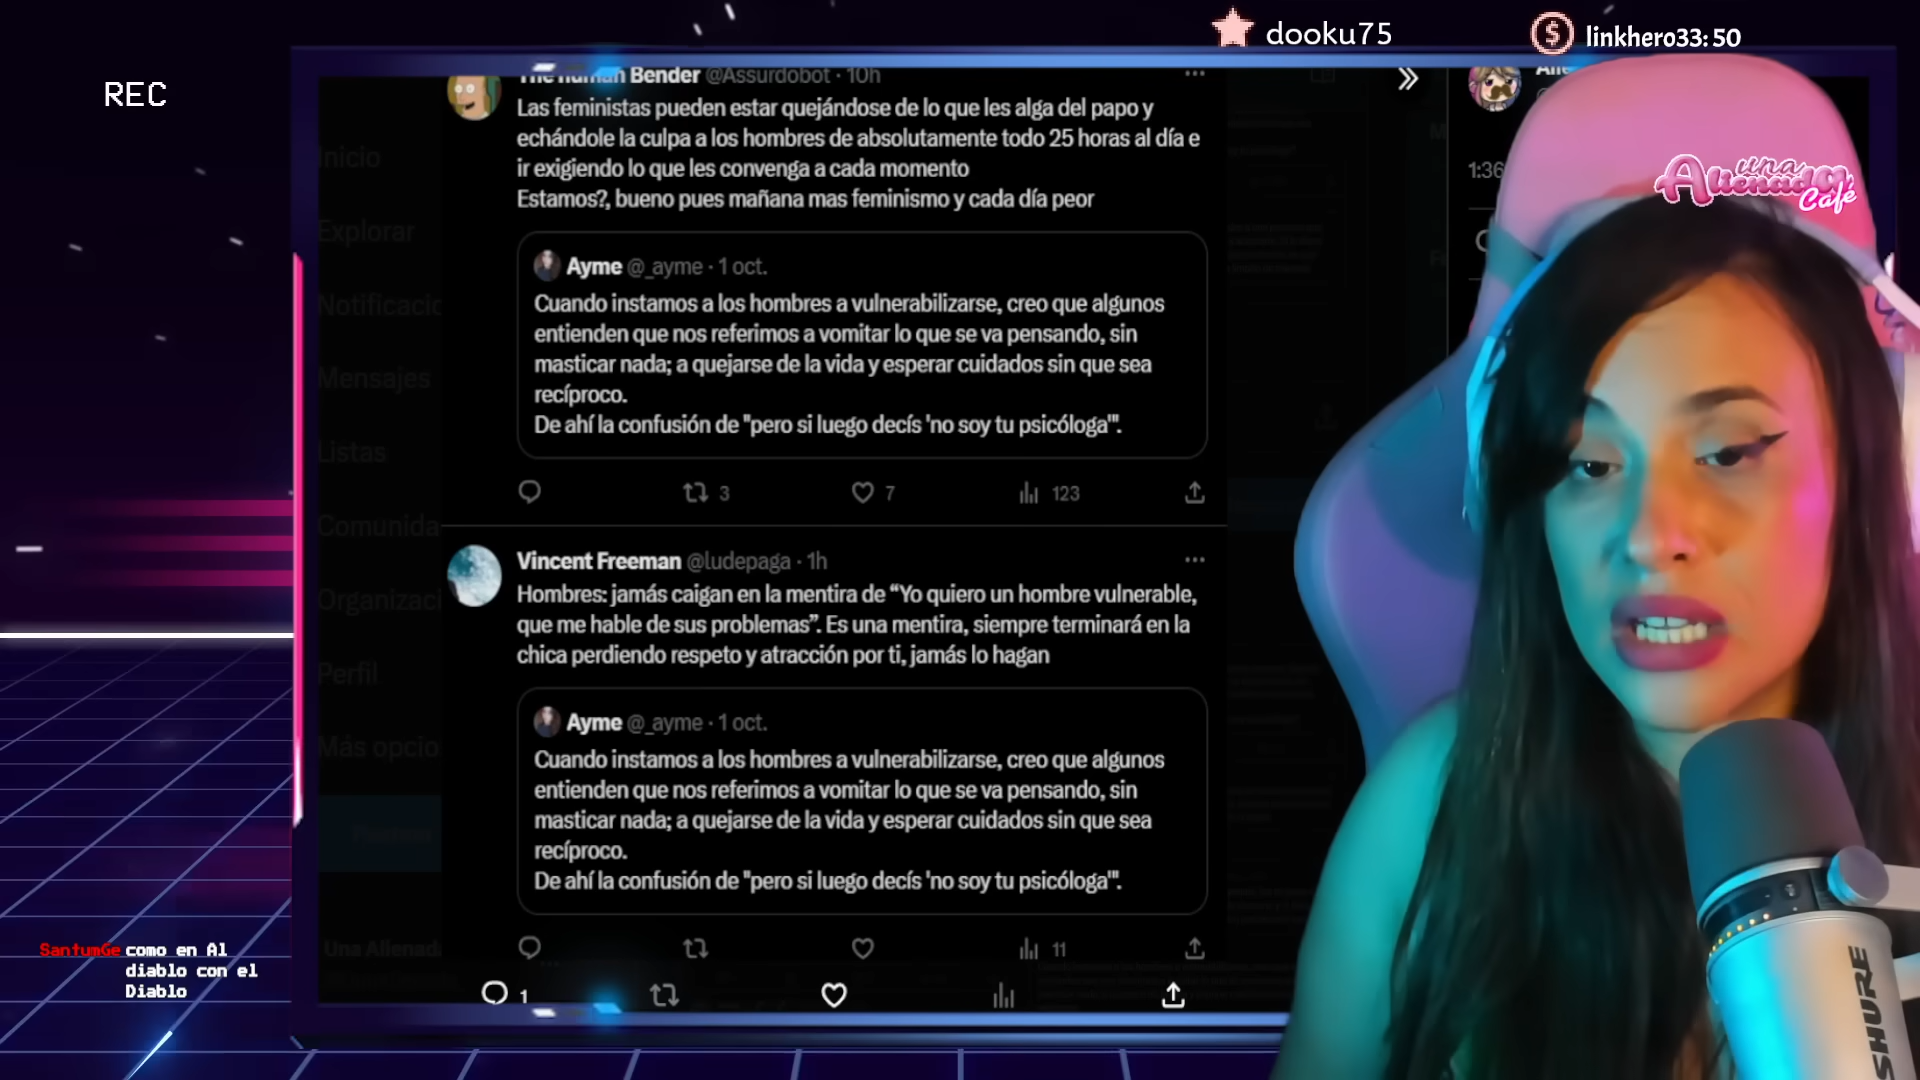 dooku75
linkhero33: 50
REC
The Human Bender @Assurdobot · 10h
Las feministas pueden estar quejándose de lo que les alga del papo y
echándole la culpa a los hombres de absolutamente todo 25 horas al día e
ir exigiendo lo que les convenga a cada momento
Estamos?, bueno pues mañana mas feminismo y cada día peor
Ayme @_ayme · 1 oct.
Cuando instamos a los hombres a vulnerabilizarse, creo que algunos
entienden que nos referimos a vomitar lo que se va pensando, sin
masticar nada; a quejarse de la vida y esperar cuidados sin que sea
recíproco.
De ahí la confusión de "pero si luego decís 'no soy tu psicóloga'".
3
7
123
Vincent Freeman @ludepaga · 1h
Hombres: jamás caigan en la mentira de “Yo quiero un hombre vulnerable,
que me hable de sus problemas”. Es una mentira, siempre terminará en la
chica perdiendo respeto y atracción por ti, jamás lo hagan
Ayme @_ayme · 1 oct.
Cuando instamos a los hombres a vulnerabilizarse, creo que algunos
entienden que nos referimos a vomitar lo que se va pensando, sin
masticar nada; a quejarse de la vida y esperar cuidados sin que sea
recíproco.
De ahí la confusión de "pero si luego decís 'no soy tu psicóloga'".
11
1
Inicio
Explorar
Notificacio
Mensajes
Listas
Comunida
Organizaci
Perfil
Más opcio
Una Alienad
1:36
una
Alienada
Café
SantumGe como en Al
diablo con el
Diablo
SHURE